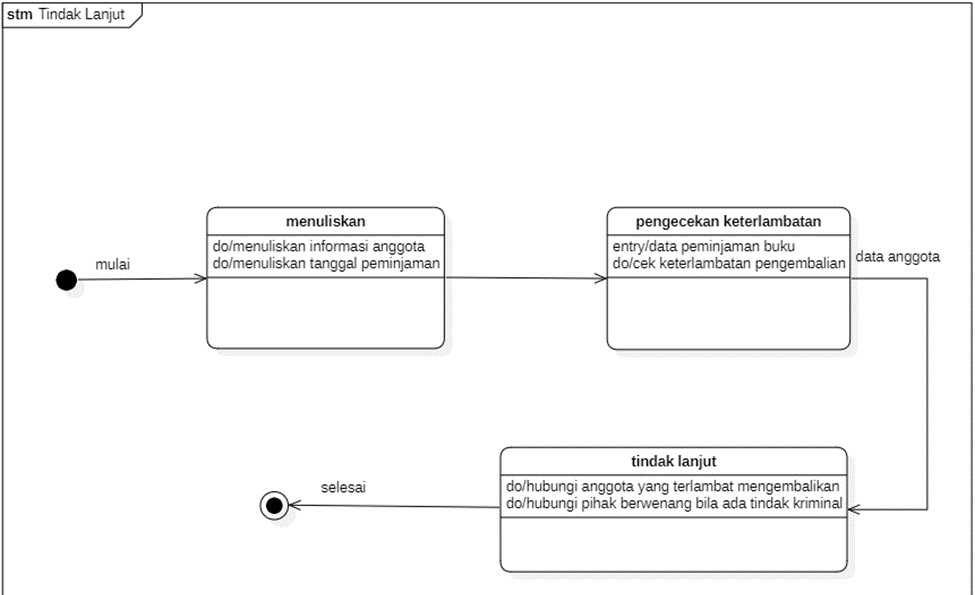 stm Tindak Lanjut
menuliskan
do/menuliskan informasi anggota
do/menuliskan tanggal peminjaman
pengecekan keterlambatan
entry/data peminjaman buku
do/cek keterlambatan pengembalian
data anggota
mulai
tindak lanjut
do/hubungi anggota yang terlambat mengembalikan
do/hubungi pihak berwenang bila ada tindak kriminal
selesai